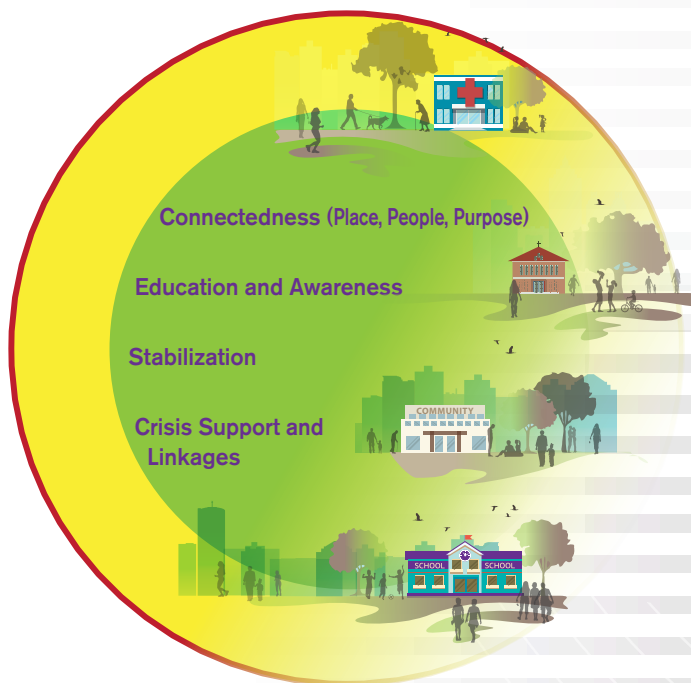 Connectedness (Place, People, Purpose)
Education and Awareness
Stabilization
Crisis Support and
Linkages
COMMUNITY
SCHOOL SCHOOL